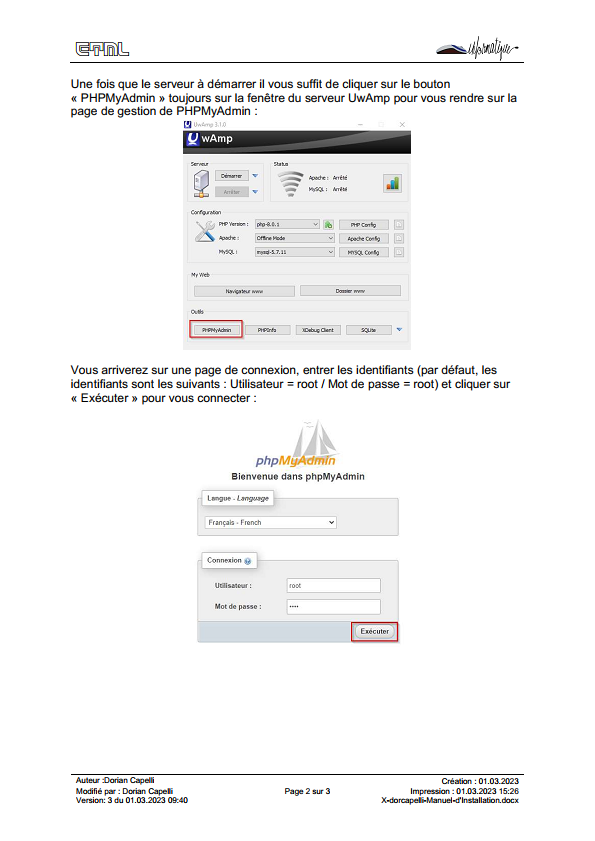 ETML
informatique
Une fois que le serveur à démarrer il vous suffit de cliquer sur le bouton
« PHPMyAdmin » toujours sur la fenêtre du serveur UwAmp pour vous rendre sur la
page de gestion de PHPMyAdmin :
UwAmp 3.1.0
wAmp
Serveur
Démarrer
Arrêter
Status
Apache : Arrêté
MySQL : Arrêté
Configuration
PHP Version : php-8.0.1 PHP Config
Apache : Offline Mode Apache Config
MySQL : mysql-5.7.11 MYSQL Config
My Web
Navigateur www Dossier www
Outils
PHPMyAdmin PHPInfo XDebug Client SQLite
Vous arriverez sur une page de connexion, entrer les identifiants (par défaut, les
identifiants sont les suivants : Utilisateur = root / Mot de passe = root) et cliquer sur
« Exécuter » pour vous connecter :
phpMyAdmin
Bienvenue dans phpMyAdmin
Langue - Language
Français - French
Connexion
Utilisateur : root
Mot de passe : ••••
Exécuter
Auteur :Dorian Capelli Création : 01.03.2023
Modifié par : Dorian Capelli Page 2 sur 3 Impression : 01.03.2023 15:26
Version: 3 du 01.03.2023 09:40 X-dorcapelli-Manuel-d'Installation.docx